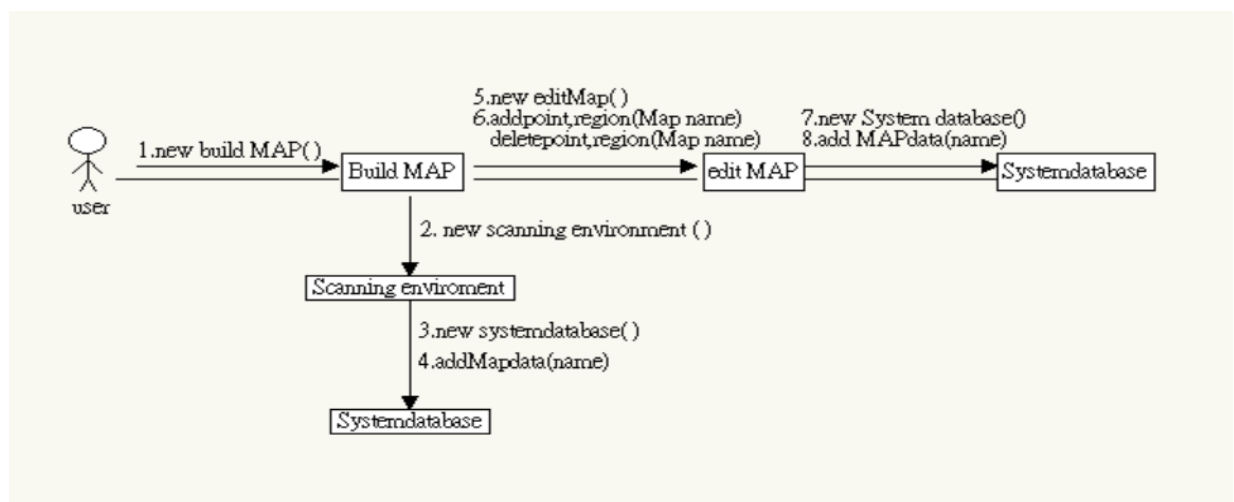 5.new editMap( )
6.addpoint,region(Map name)
deletepoint,region(Map name)
7.new System database()
8.add MAPdata(name)
1.new build MAP( )
Build MAP
edit MAP
Systemdatabase
user
2. new scanning environment ( )
Scanning enviroment
3.new systemdatabase( )
4.addMapdata(name)
Systemdatabase